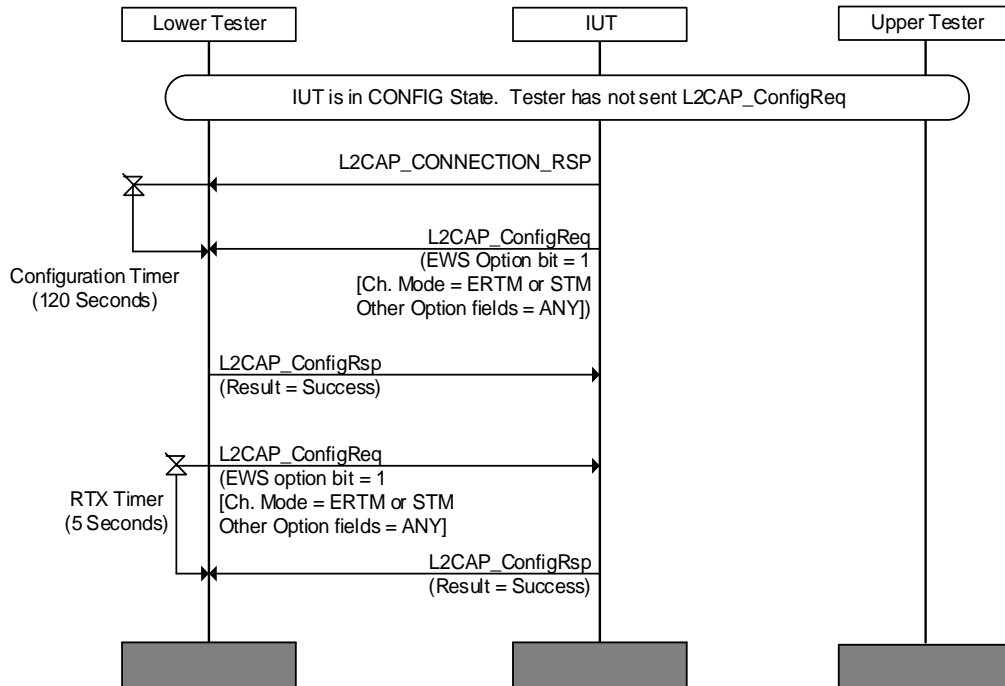 Lower Tester
IUT
Upper Tester
IUT is in CONFIG State. Tester has not sent L2CAP_ConfigReq
L2CAP_CONNECTION_RSP
L2CAP_ConfigReq
(EWS Option bit = 1
[Ch. Mode = ERTM or STM
Other Option fields = ANY])
Configuration Timer
(120 Seconds)
L2CAP_ConfigRsp
(Result = Success)
L2CAP_ConfigReq
(EWS option bit = 1
[Ch. Mode = ERTM or STM
Other Option fields = ANY]
RTX Timer
(5 Seconds)
L2CAP_ConfigRsp
(Result = Success)